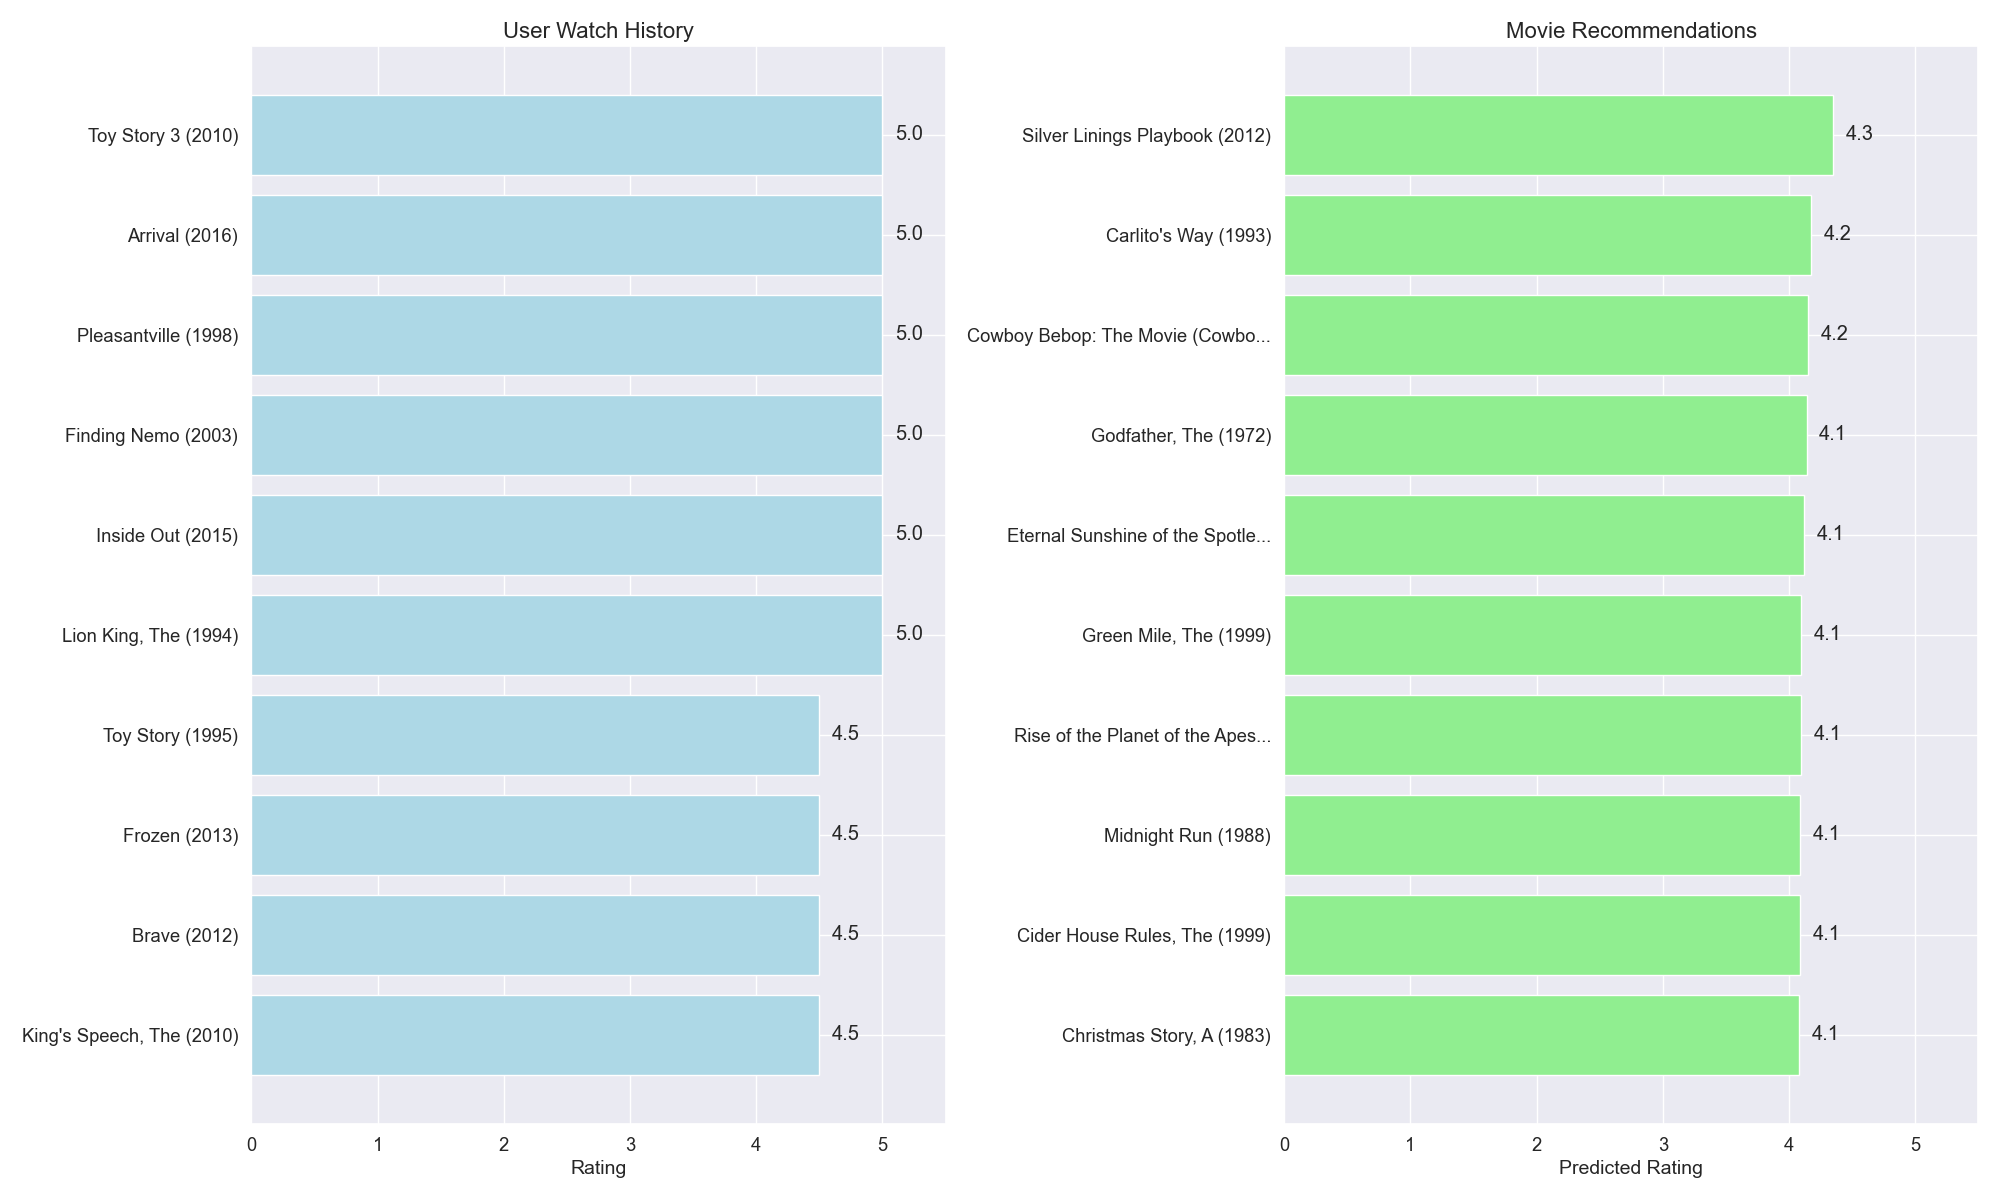 User Watch History
Toy Story 3 (2010)
5.0
Arrival (2016)
5.0
Pleasantville (1998)
5.0
Finding Nemo (2003)
5.0
Inside Out (2015)
5.0
Lion King, The (1994)
5.0
Toy Story (1995)
4.5
Frozen (2013)
4.5
Brave (2012)
4.5
King's Speech, The (2010)
4.5
0 1 2 3 4 5
Rating
Movie Recommendations
Silver Linings Playbook (2012)
4.3
Carlito's Way (1993)
4.2
Cowboy Bebop: The Movie (Cowbo...
4.2
Godfather, The (1972)
4.1
Eternal Sunshine of the Spotle...
4.1
Green Mile, The (1999)
4.1
Rise of the Planet of the Apes...
4.1
Midnight Run (1988)
4.1
Cider House Rules, The (1999)
4.1
Christmas Story, A (1983)
4.1
0 1 2 3 4 5
Predicted Rating